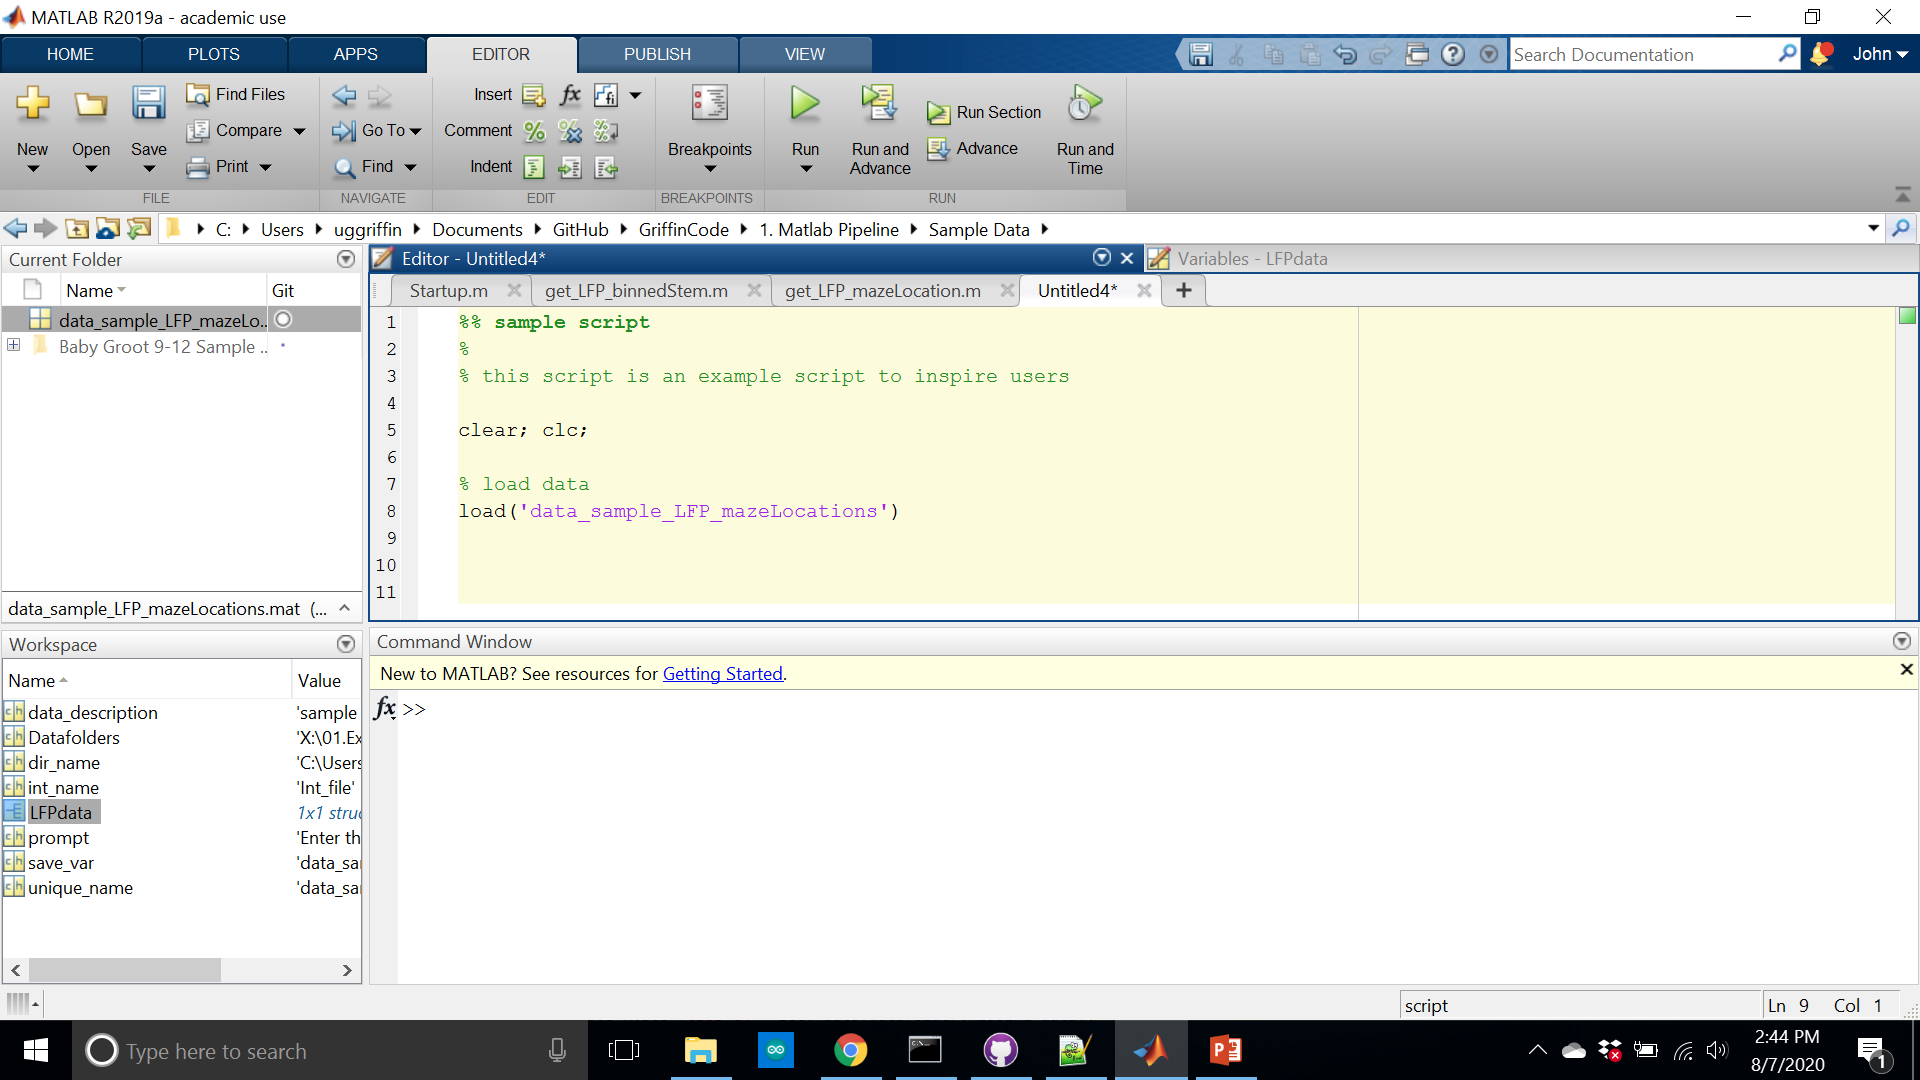 MATLAB R2019a - academic use
HOME PLOTS APPS EDITOR PUBLISH VIEW Search Documentation John
New Open Save Find Files Compare Print
FILE
Go To Find
NAVIGATE
Insert fx fi
Comment
Indent
EDIT
Breakpoints
BREAKPOINTS
Run Run and Advance Run Section Advance Run and Time
RUN
C: Users uggriffin Documents GitHub GriffinCode 1. Matlab Pipeline Sample Data
Current Folder
Name Git
data_sample_LFP_mazeLo...
Baby Groot 9-12 Sample ...
data_sample_LFP_mazeLocations.mat (...
Workspace
Name Value
data_description 'sample
Datafolders 'X:\01.Ex
dir_name 'C:\Users
int_name 'Int_file'
LFPdata 1x1 struc
prompt 'Enter th
save_var 'data_sa
unique_name 'data_sa
Editor - Untitled4*
Variables - LFPdata
Startup.m get_LFP_binnedStem.m get_LFP_mazeLocation.m Untitled4* +
1 %% sample script
2 %
3 % this script is an example script to inspire users
4
5 clear; clc;
6
7 % load data
8 load('data_sample_LFP_mazeLocations')
9
10
11
Command Window
New to MATLAB? See resources for Getting Started.
fx >>
script Ln 9 Col 1
Type here to search
2:44 PM
8/7/2020
1